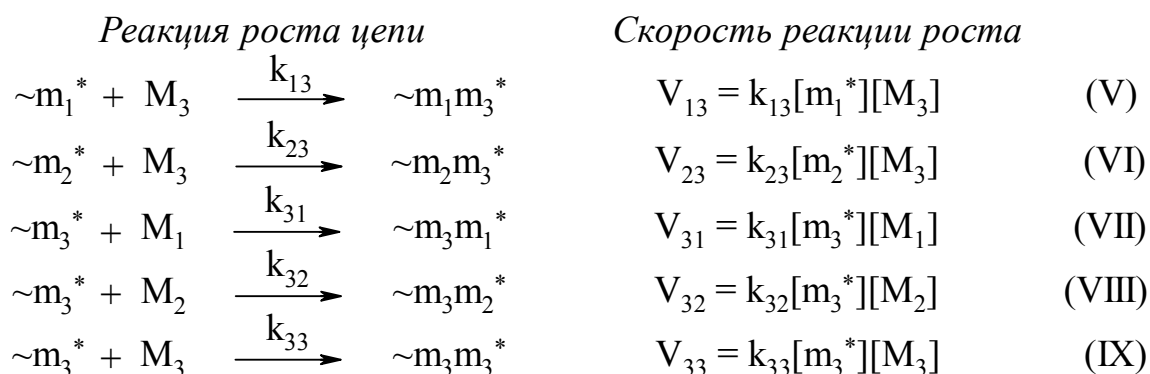 Реакция роста цепи Скорость реакции роста
~m₁* + M₃ —k₁₃→ ~m₁m₃* V₁₃ = k₁₃[m₁*][M₃] (V)
~m₂* + M₃ —k₂₃→ ~m₂m₃* V₂₃ = k₂₃[m₂*][M₃] (VI)
~m₃* + M₁ —k₃₁→ ~m₃m₁* V₃₁ = k₃₁[m₃*][M₁] (VII)
~m₃* + M₂ —k₃₂→ ~m₃m₂* V₃₂ = k₃₂[m₃*][M₂] (VIII)
~m₃* + M₃ —k₃₃→ ~m₃m₃* V₃₃ = k₃₃[m₃*][M₃] (IX)